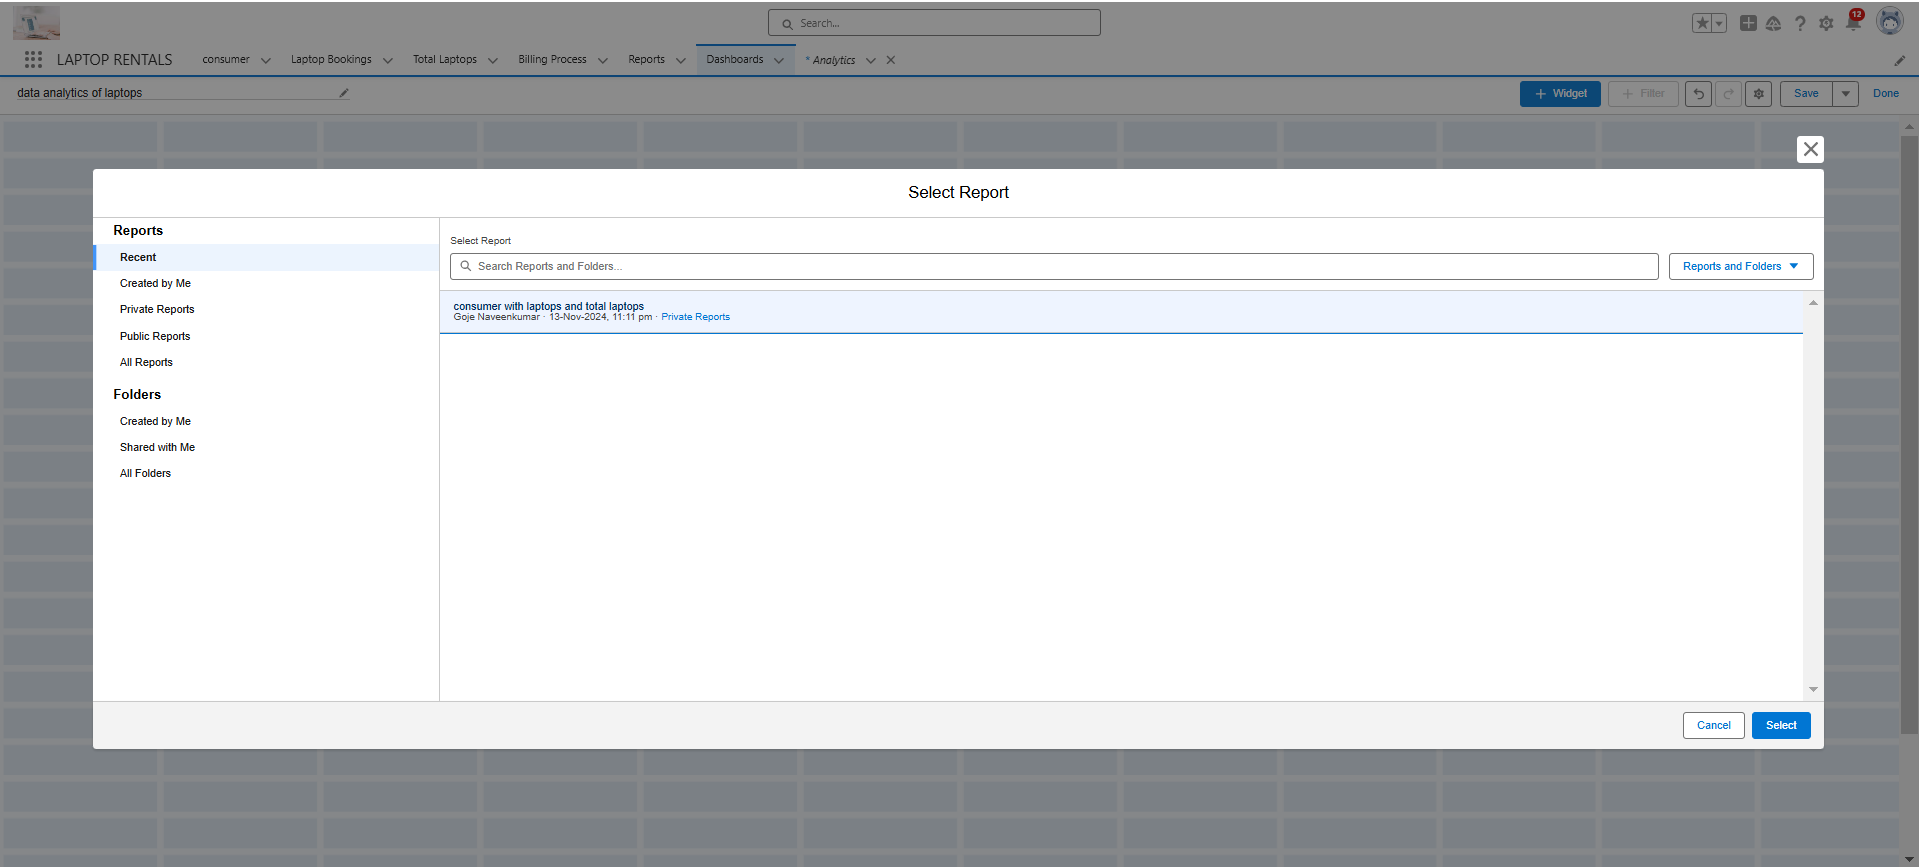 Search...
12
LAPTOP RENTALS
consumer
Laptop Bookings
Total Laptops
Billing Process
Reports
Dashboards
* Analytics
data analytics of laptops
+ Widget
+ Filter
Save
Done
Select Report
Reports
Recent
Created by Me
Private Reports
Public Reports
All Reports
Folders
Created by Me
Shared with Me
All Folders
Select Report
Search Reports and Folders...
Reports and Folders
consumer with laptops and total laptops
Goje Naveenkumar · 13-Nov-2024, 11:11 pm · Private Reports
Cancel
Select